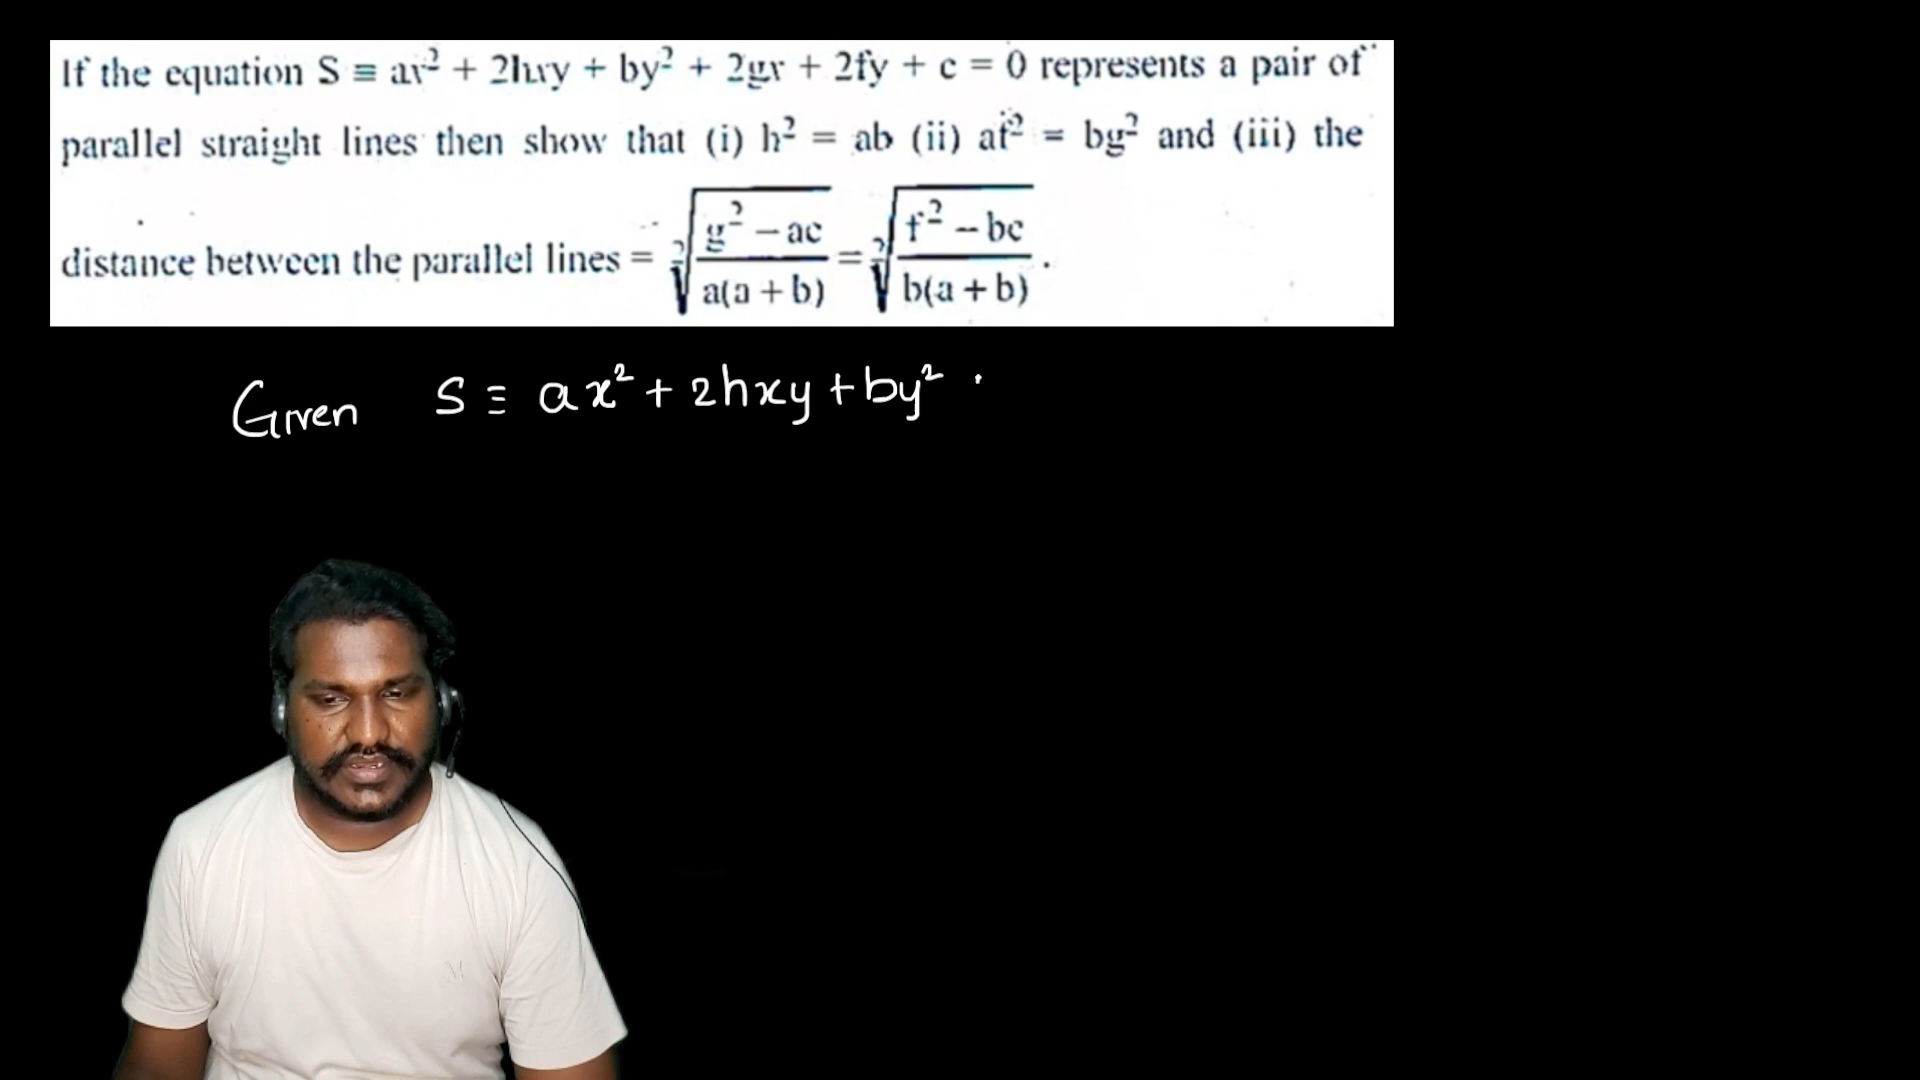 If the equation S ≡ ax² + 2hxy + by² + 2gx + 2fy + c = 0 represents a pair of
parallel straight lines then show that (i) h² = ab (ii) af² = bg² and (iii) the
distance between the parallel lines = 2√((g² − ac)/(a(a + b))) = 2√((f² − bc)/(b(a + b))).
Given S ≡ ax² + 2hxy + by²